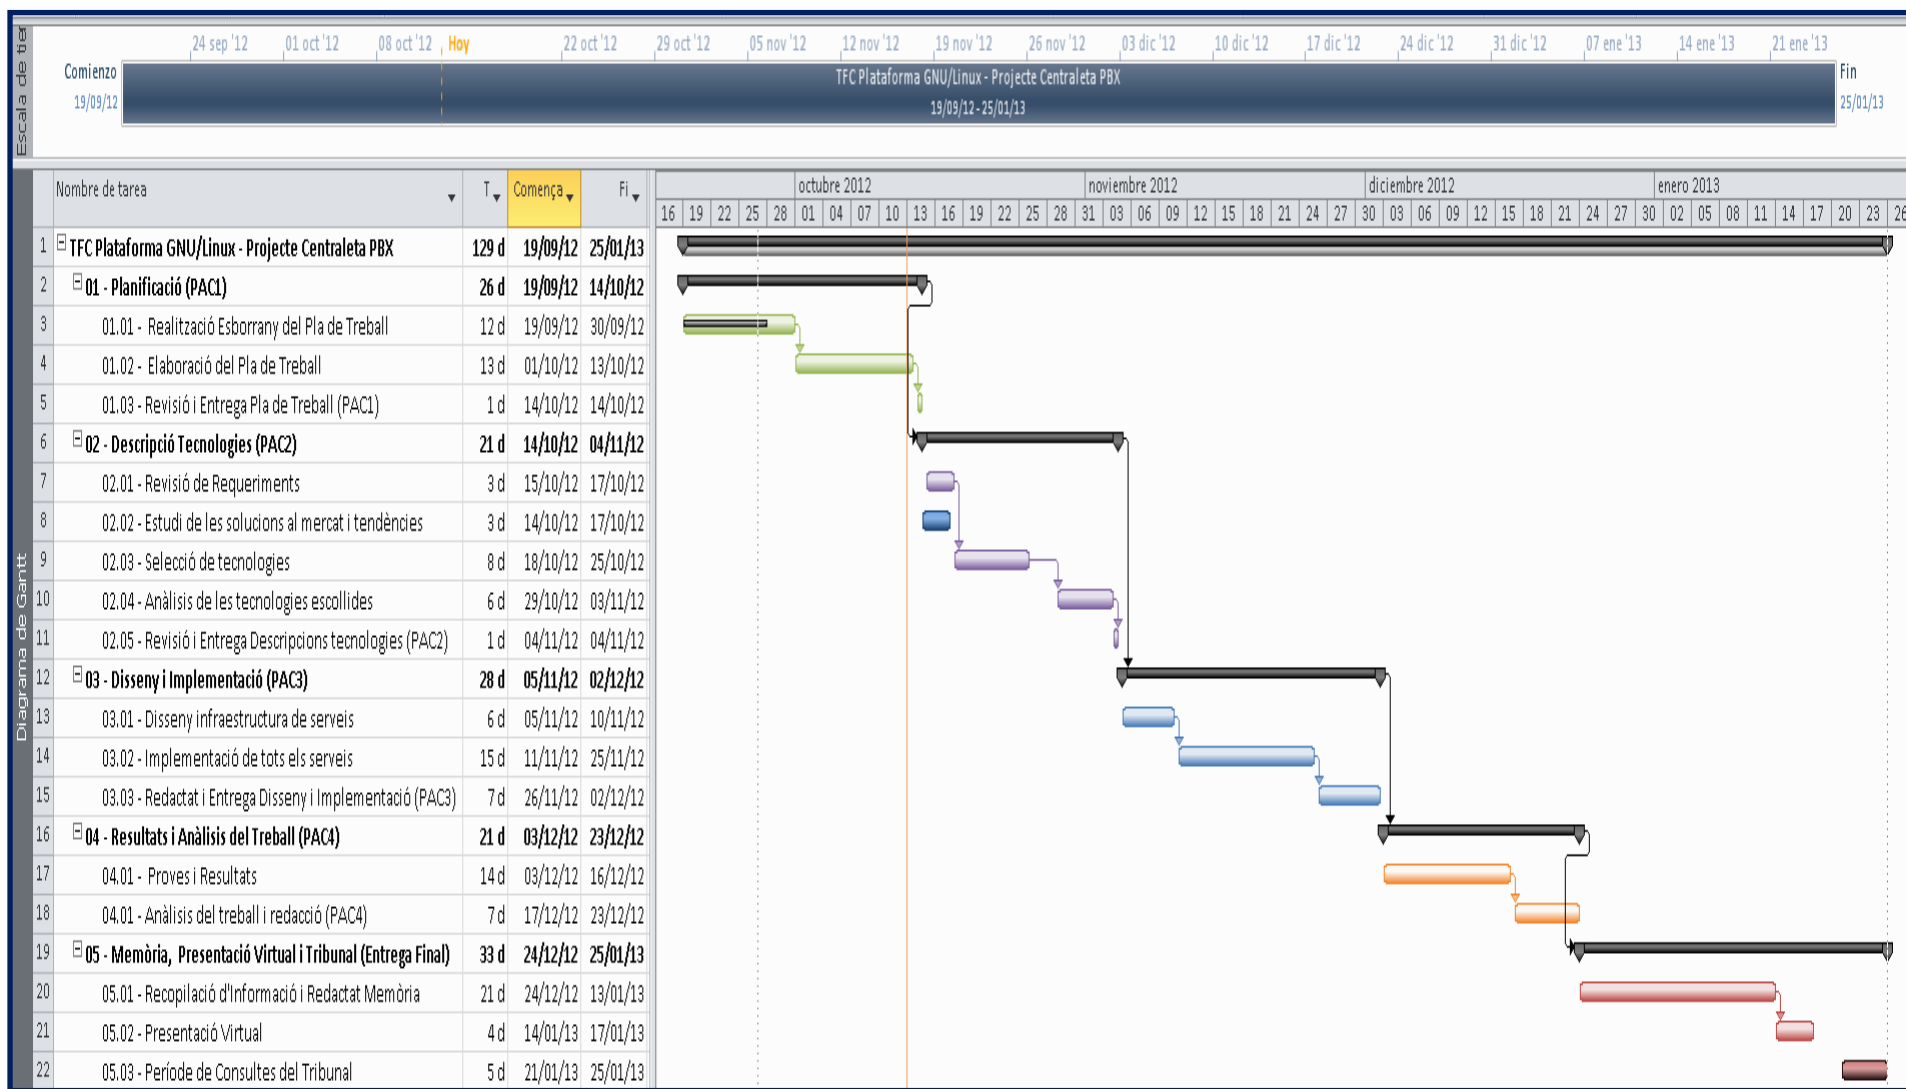 Escala de tier
24 sep '12 01 oct '12 08 oct '12 Hoy 22 oct '12 29 oct '12 05 nov '12 12 nov '12 19 nov '12 26 nov '12 03 dic '12 10 dic '12 17 dic '12 24 dic '12 31 dic '12 07 ene '13 14 ene '13 21 ene '13
Comienzo
19/09/12
TFC Plataforma GNU/Linux - Projecte Centraleta PBX
19/09/12 - 25/01/13
Fin
25/01/13
Diagrama de Gantt
Nombre de tarea T Comença Fi
octubre 2012 noviembre 2012 diciembre 2012 enero 2013
16 19 22 25 28 01 04 07 10 13 16 19 22 25 28 31 03 06 09 12 15 18 21 24 27 30 03 06 09 12 15 18 21 24 27 30 02 05 08 11 14 17 20 23 26
1 TFC Plataforma GNU/Linux - Projecte Centraleta PBX 129 d 19/09/12 25/01/13
2 01 - Planificació (PAC1) 26 d 19/09/12 14/10/12
3 01.01 - Realització Esborrany del Pla de Treball 12 d 19/09/12 30/09/12
4 01.02 - Elaboració del Pla de Treball 13 d 01/10/12 13/10/12
5 01.03 - Revisió i Entrega Pla de Treball (PAC1) 1 d 14/10/12 14/10/12
6 02 - Descripció Tecnologies (PAC2) 21 d 14/10/12 04/11/12
7 02.01 - Revisió de Requeriments 3 d 15/10/12 17/10/12
8 02.02 - Estudi de les solucions al mercat i tendències 3 d 14/10/12 17/10/12
9 02.03 - Selecció de tecnologies 8 d 18/10/12 25/10/12
10 02.04 - Anàlisis de les tecnologies escollides 6 d 29/10/12 03/11/12
11 02.05 - Revisió i Entrega Descripcions tecnologies (PAC2) 1 d 04/11/12 04/11/12
12 03 - Disseny i Implementació (PAC3) 28 d 05/11/12 02/12/12
13 03.01 - Disseny infraestructura de serveis 6 d 05/11/12 10/11/12
14 03.02 - Implementació de tots els serveis 15 d 11/11/12 25/11/12
15 03.03 - Redactat i Entrega Disseny i Implementació (PAC3) 7 d 26/11/12 02/12/12
16 04 - Resultats i Anàlisis del Treball (PAC4) 21 d 03/12/12 23/12/12
17 04.01 - Proves i Resultats 14 d 03/12/12 16/12/12
18 04.01 - Anàlisis del treball i redacció (PAC4) 7 d 17/12/12 23/12/12
19 05 - Memòria, Presentació Virtual i Tribunal (Entrega Final) 33 d 24/12/12 25/01/13
20 05.01 - Recopilació d'Informació i Redactat Memòria 21 d 24/12/12 13/01/13
21 05.02 - Presentació Virtual 4 d 14/01/13 17/01/13
22 05.03 - Període de Consultes del Tribunal 5 d 21/01/13 25/01/13